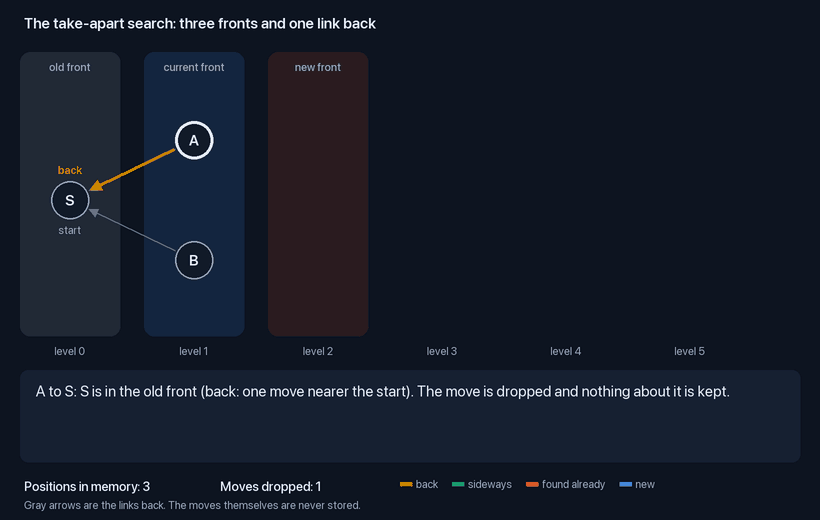 The take-apart search: three fronts and one link back
old front
current front
new front
A
back
S
start
B
level 0
level 1
level 2
level 3
level 4
level 5
A to S: S is in the old front (back: one move nearer the start). The move is dropped and nothing about it is kept.
Positions in memory: 3
Moves dropped: 1
back
sideways
found already
new
Gray arrows are the links back. The moves themselves are never stored.